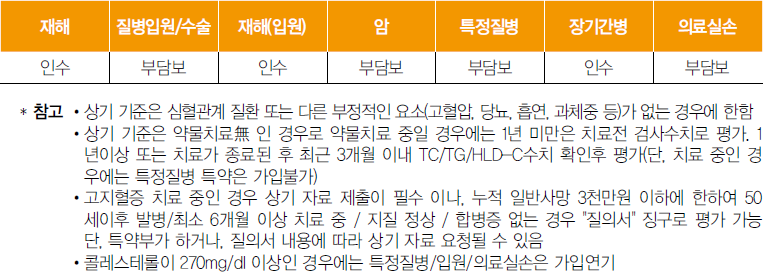 재해 질병입원/수술 재해(입원) 암 특정질병 장기간병 의료실손
인수 부담보 인수 부담보 부담보 인수 부담보
* 참고 • 상기 기준은 심혈관계 질환 또는 다른 부정적인 요소(고혈압, 당뇨, 흡연, 과체중 등)가 없는 경우에 한함
• 상기 기준은 약물치료無 인 경우로 약물치료 중일 경우에는 1년 미만은 치료전 검사수치로 평가. 1
년이상 또는 치료가 종료된 후 최근 3개월 이내 TC/TG/HLD-C수치 확인후 평가(단, 치료 중인 경
우에는 특정질병 특약은 가입불가)
• 고지혈증 치료 중인 경우 상기 자료 제출이 필수 이나, 누적 일반사망 3천만원 이하에 한하여 50
세이후 발병/최소 6개월 이상 치료 중 / 지질 정상 / 합병증 없는 경우 "질의서" 징구로 평가 가능
단, 특약부가 하거나, 질의서 내용에 따라 상기 자료 요청될 수 있음
• 콜레스테롤이 270mg/dl 이상인 경우에는 특정질병/입원/의료실손은 가입연기